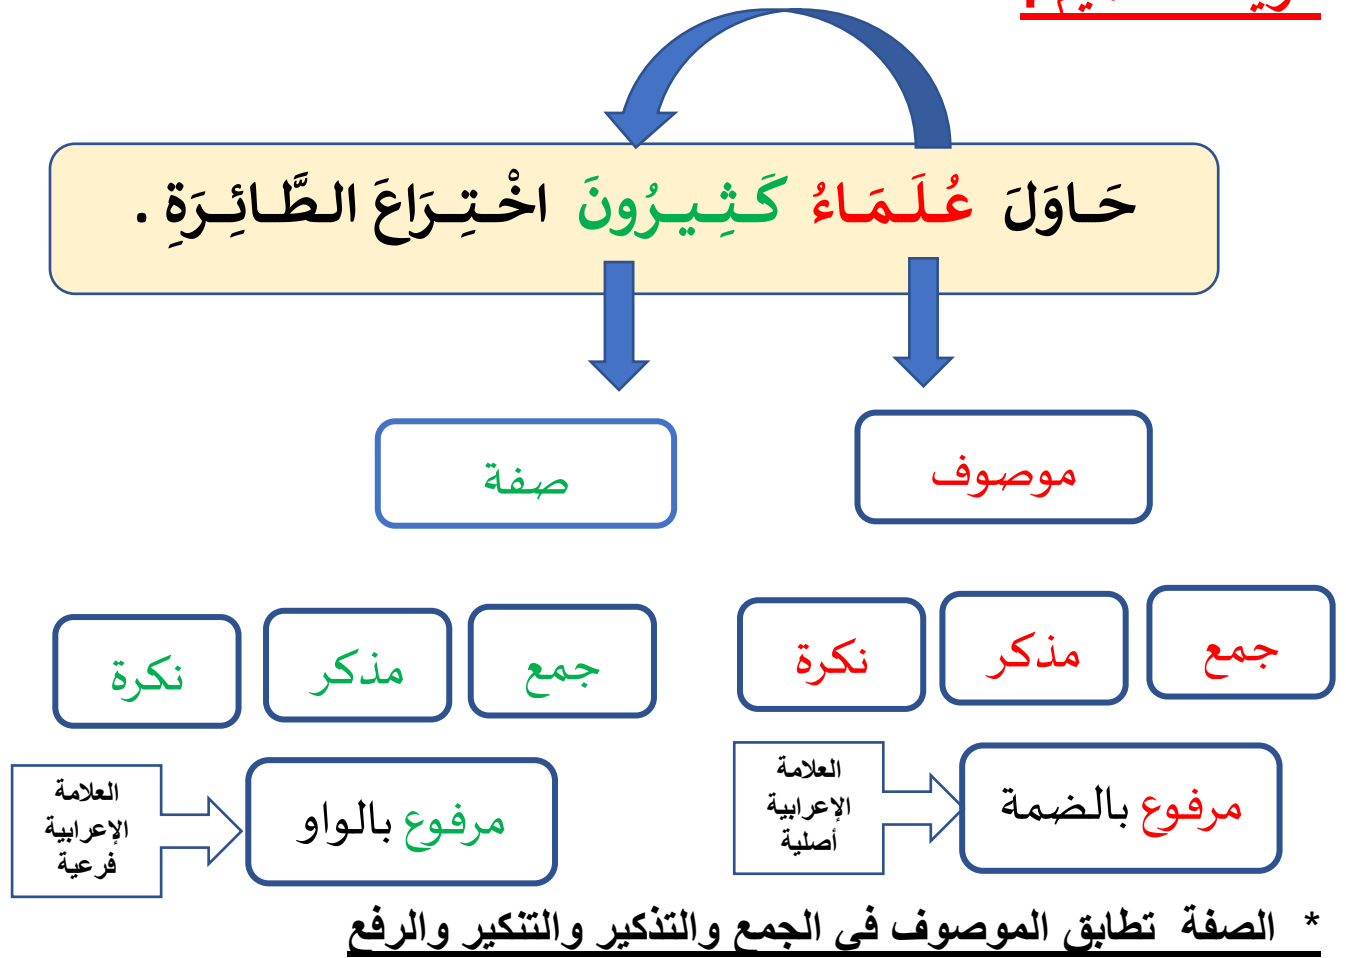 حَـاوَلَ عُـلَـمَـاءُ كَـثِـيـرُونَ اخْـتِـرَاعَ الـطَّـائِـرَةِ .
موصوف
صفة
جمع
مذكر
نكرة
جمع
مذكر
نكرة
مرفوع بالضمة
العلامة
الإعرابية
أصلية
مرفوع بالواو
العلامة
الإعرابية
فرعية
* الصفة تطابق الموصوف في الجمع والتذكير والتنكير والرفع